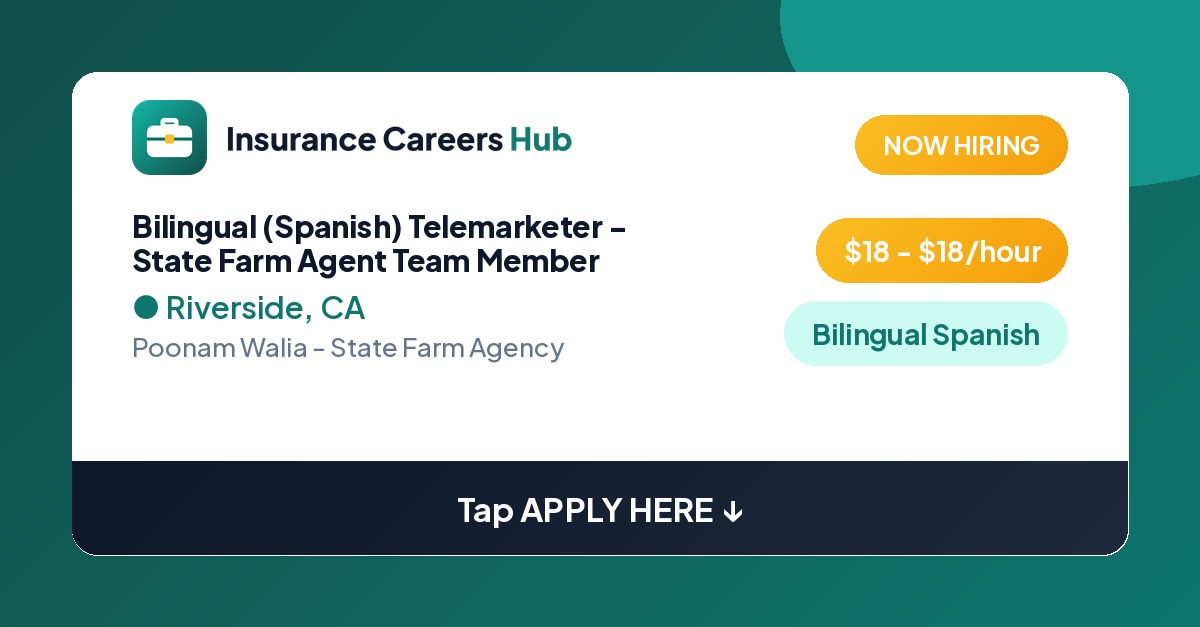 Insurance Careers Hub
NOW HIRING
Bilingual (Spanish) Telemarketer –
State Farm Agent Team Member
$18 – $18/hour
Riverside, CA
Bilingual Spanish
Poonam Walia – State Farm Agency
Tap APPLY HERE ↓